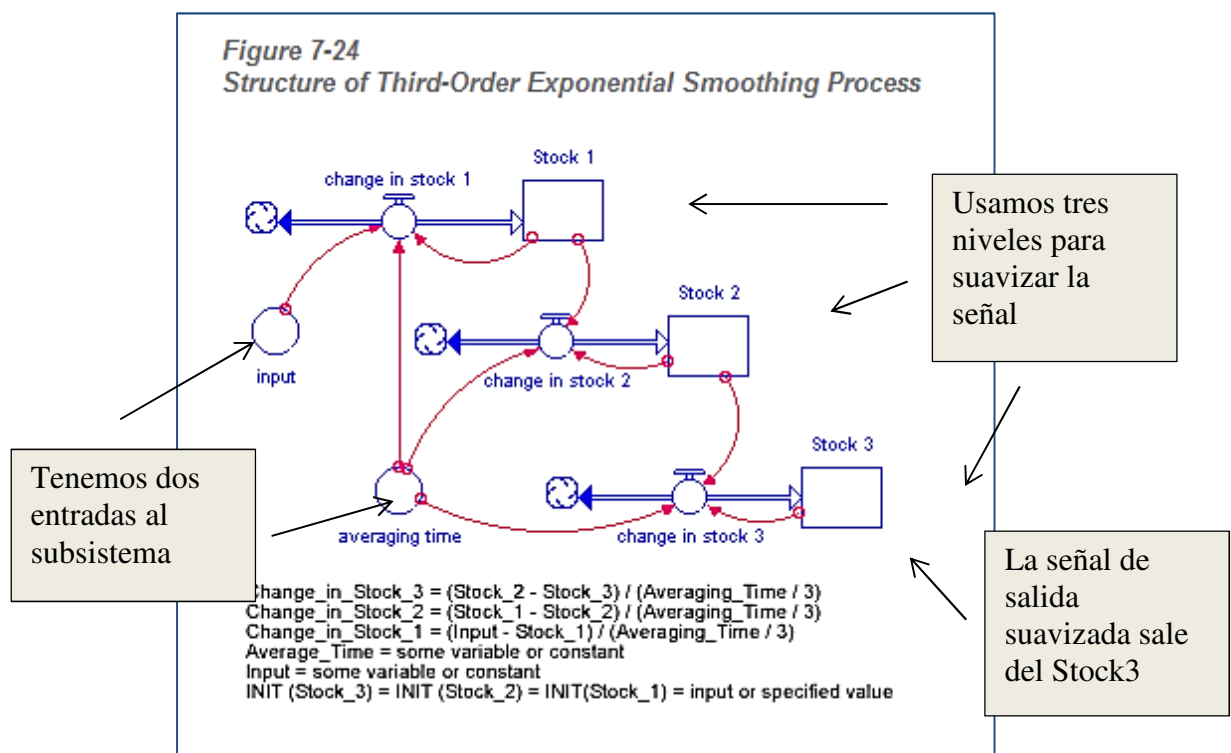 Figure 7-24
Structure of Third-Order Exponential Smoothing Process
Stock 1
change in stock 1
Usamos tres
niveles para
suavizar la
señal
Stock 2
input
change in stock 2
Stock 3
Tenemos dos
entradas al
subsistema
averaging time
change in stock 3
La señal de
salida
suavizada sale
del Stock3
Change_in_Stock_3 = (Stock_2 - Stock_3) / (Averaging_Time / 3)
Change_in_Stock_2 = (Stock_1 - Stock_2) / (Averaging_Time / 3)
Change_in_Stock_1 = (Input - Stock_1) / (Averaging_Time / 3)
Average_Time = some variable or constant
Input = some variable or constant
INIT (Stock_3) = INIT (Stock_2) = INIT(Stock_1) = input or specified value